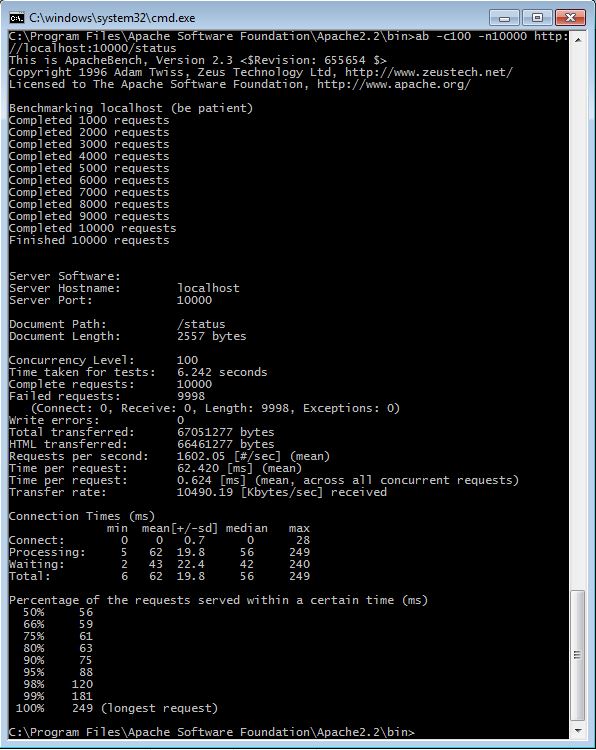 C:\windows\system32\cmd.exe
C:\Program Files\Apache Software Foundation\Apache2.2\bin>ab -c100 -n10000 http:
//localhost:10000/status
This is ApacheBench, Version 2.3 <$Revision: 655654 $>
Copyright 1996 Adam Twiss, Zeus Technology Ltd, http://www.zeustech.net/
Licensed to The Apache Software Foundation, http://www.apache.org/

Benchmarking localhost (be patient)
Completed 1000 requests
Completed 2000 requests
Completed 3000 requests
Completed 4000 requests
Completed 5000 requests
Completed 6000 requests
Completed 7000 requests
Completed 8000 requests
Completed 9000 requests
Completed 10000 requests
Finished 10000 requests

Server Software:
Server Hostname:        localhost
Server Port:            10000

Document Path:          /status
Document Length:        2557 bytes

Concurrency Level:      100
Time taken for tests:   6.242 seconds
Complete requests:      10000
Failed requests:        9998
   (Connect: 0, Receive: 0, Length: 9998, Exceptions: 0)
Write errors:           0
Total transferred:      67051277 bytes
HTML transferred:       66461277 bytes
Requests per second:    1602.05 [#/sec] (mean)
Time per request:       62.420 [ms] (mean)
Time per request:       0.624 [ms] (mean, across all concurrent requests)
Transfer rate:          10490.19 [Kbytes/sec] received

Connection Times (ms)
              min  mean[+/-sd] median   max
Connect:        0    0   0.7      0      28
Processing:     5   62  19.8     56     249
Waiting:        2   43  22.4     42     240
Total:          6   62  19.8     56     249

Percentage of the requests served within a certain time (ms)
  50%     56
  66%     59
  75%     61
  80%     63
  90%     75
  95%     88
  98%    120
  99%    181
 100%    249 (longest request)

C:\Program Files\Apache Software Foundation\Apache2.2\bin>